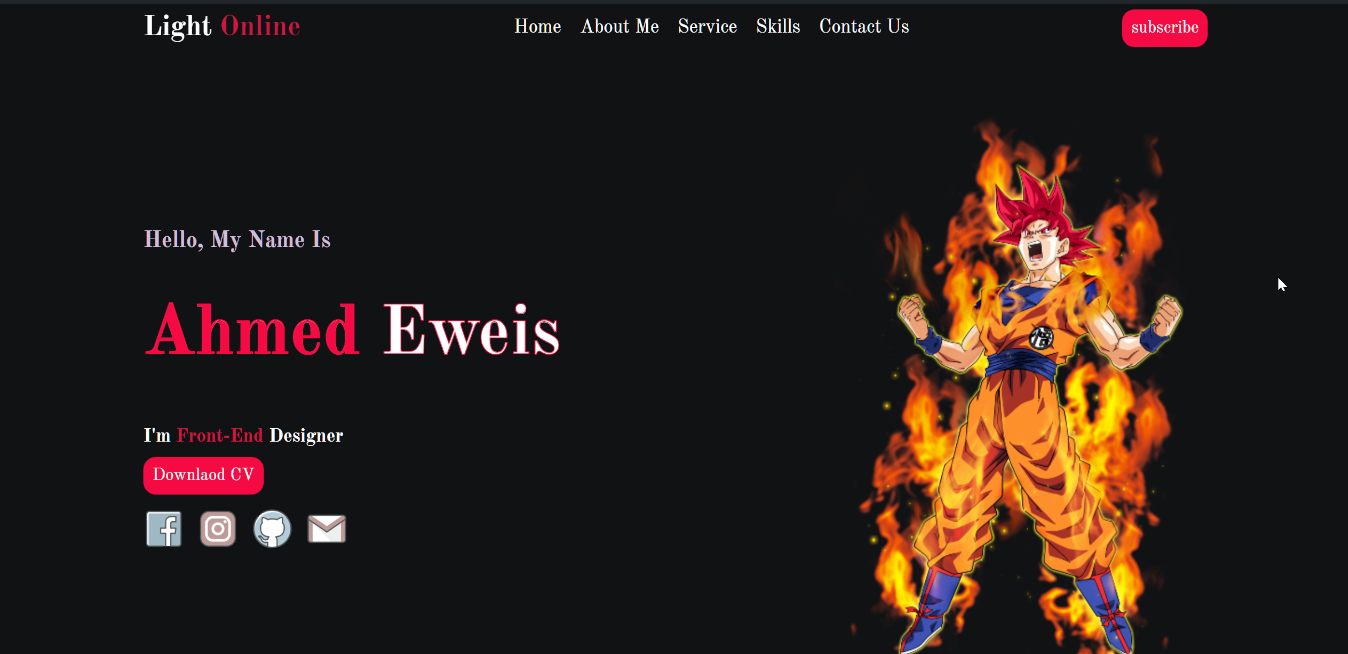 Light Online
Home About Me Service Skills Contact Us
subscribe
Hello, My Name Is
Ahmed Eweis
I'm Front-End Designer
Downlaod CV